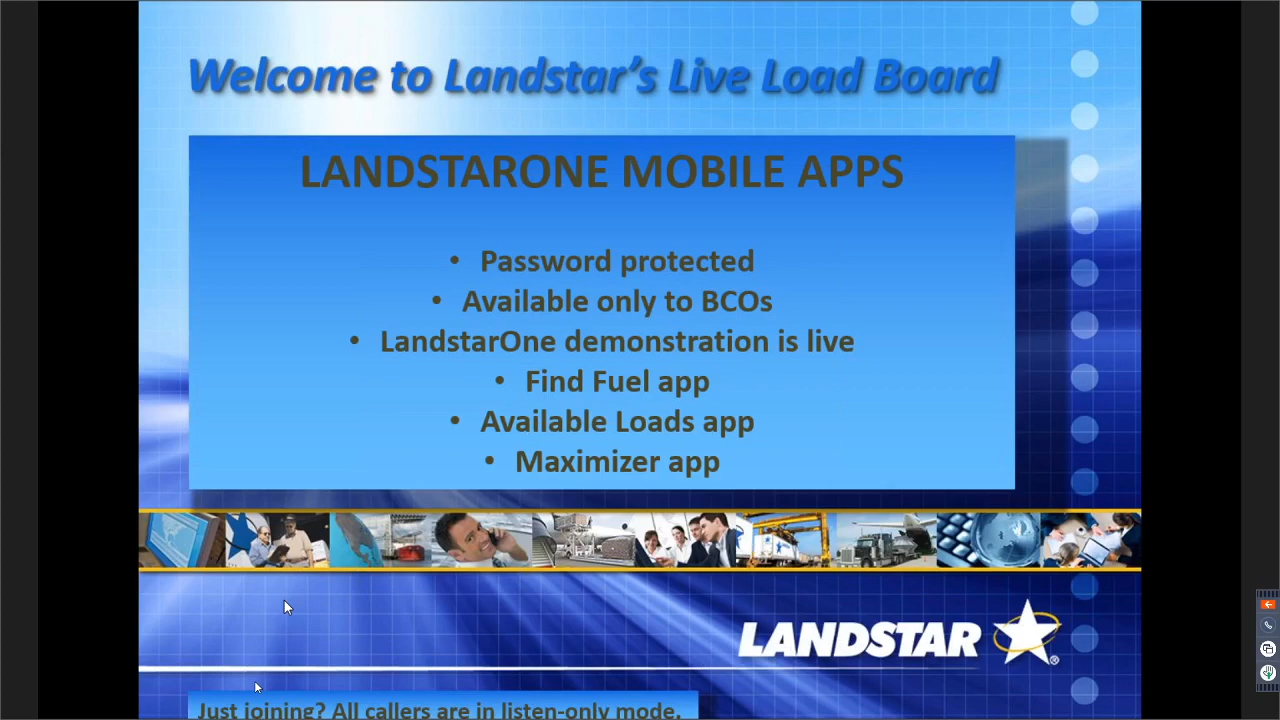 Welcome to Landstar’s Live Load Board
LANDSTARONE MOBILE APPS
• Password protected
• Available only to BCOs
• LandstarOne demonstration is live
• Find Fuel app
• Available Loads app
• Maximizer app
LANDSTAR
®
Just joining? All callers are in listen-only mode.